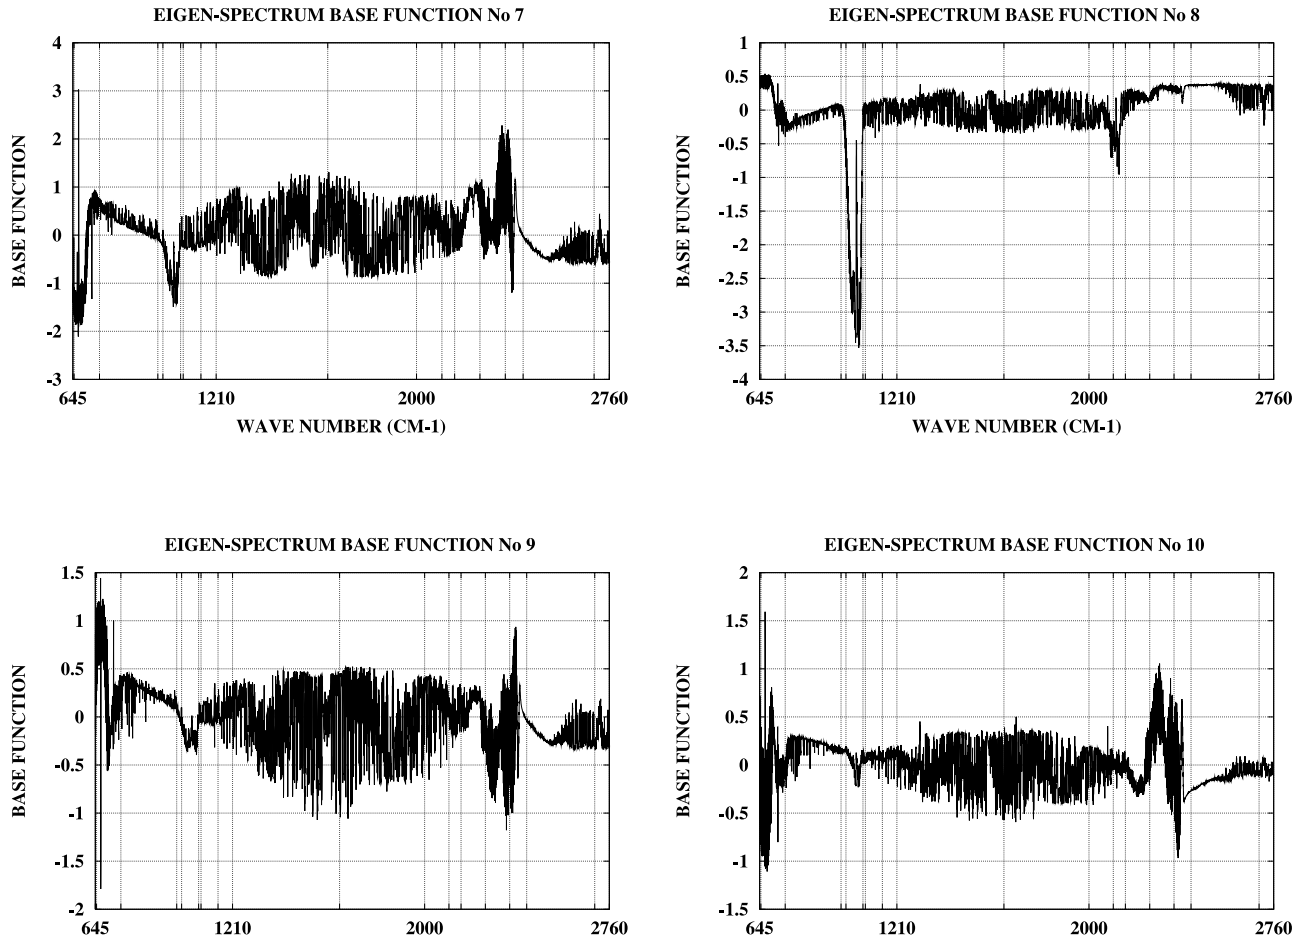 EIGEN-SPECTRUM BASE FUNCTION No 7
4
3
2
1
0
-1
-2
-3
BASE FUNCTION
645 1210 2000 2760
WAVE NUMBER (CM-1)
EIGEN-SPECTRUM BASE FUNCTION No 8
1
0.5
0
-0.5
-1
-1.5
-2
-2.5
-3
-3.5
-4
BASE FUNCTION
645 1210 2000 2760
WAVE NUMBER (CM-1)
EIGEN-SPECTRUM BASE FUNCTION No 9
1.5
1
0.5
0
-0.5
-1
-1.5
-2
BASE FUNCTION
645 1210 2000 2760
EIGEN-SPECTRUM BASE FUNCTION No 10
2
1.5
1
0.5
0
-0.5
-1
-1.5
BASE FUNCTION
645 1210 2000 2760